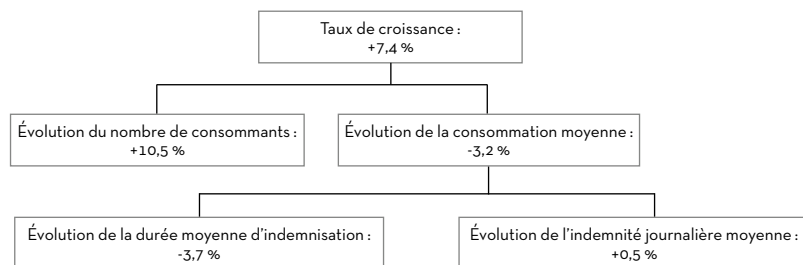 Taux de croissance :
+7,4 %
Évolution du nombre de consommants :
+10,5 %
Évolution de la consommation moyenne :
-3,2 %
Évolution de la durée moyenne d'indemnisation :
-3,7 %
Évolution de l'indemnité journalière moyenne :
+0,5 %